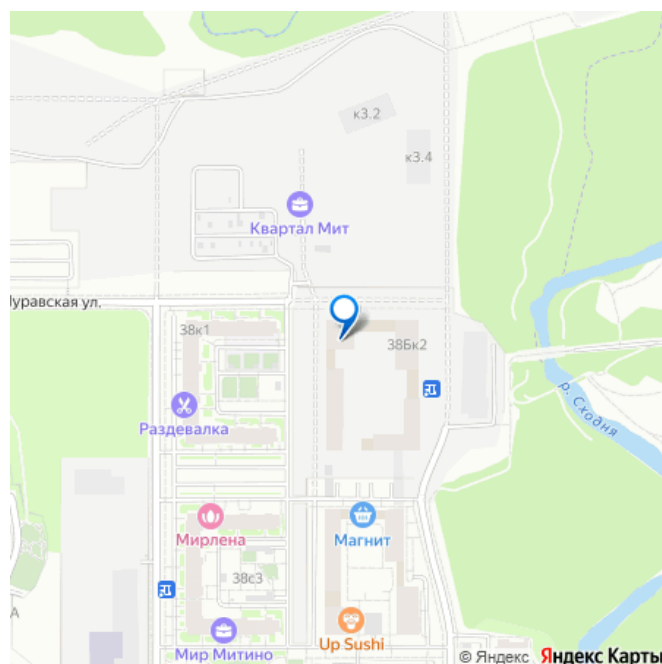 к3.2
к3.4
Квартал Мит
Муравская ул.
38к1
38Бк2
р. Сходня
Раздевалка
Мирлена
Магнит
38с3
Up Sushi
Мир Митино
© Яндекс Яндекс Карты